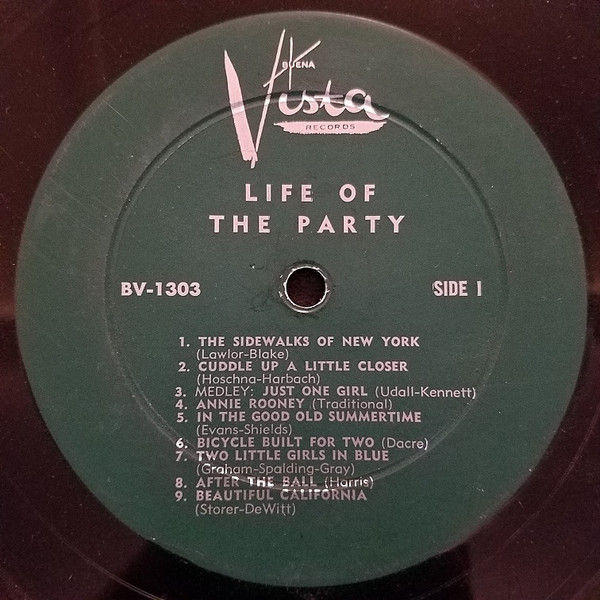 BUENA
Vista
RECORDS
LIFE OF
THE PARTY
BV-1303 SIDE 1
1. THE SIDEWALKS OF NEW YORK
(Lawlor-Blake)
2. CUDDLE UP A LITTLE CLOSER
(Hoschna-Harbach)
3. MEDLEY: JUST ONE GIRL (Udall-Kennett)
4. ANNIE ROONEY (Traditional)
5. IN THE GOOD OLD SUMMERTIME
(Evans-Shields)
6. BICYCLE BUILT FOR TWO (Dacre)
7. TWO LITTLE GIRLS IN BLUE
(Graham-Spalding-Gray)
8. AFTER THE BALL (Harris)
9. BEAUTIFUL CALIFORNIA
(Storer-DeWitt)